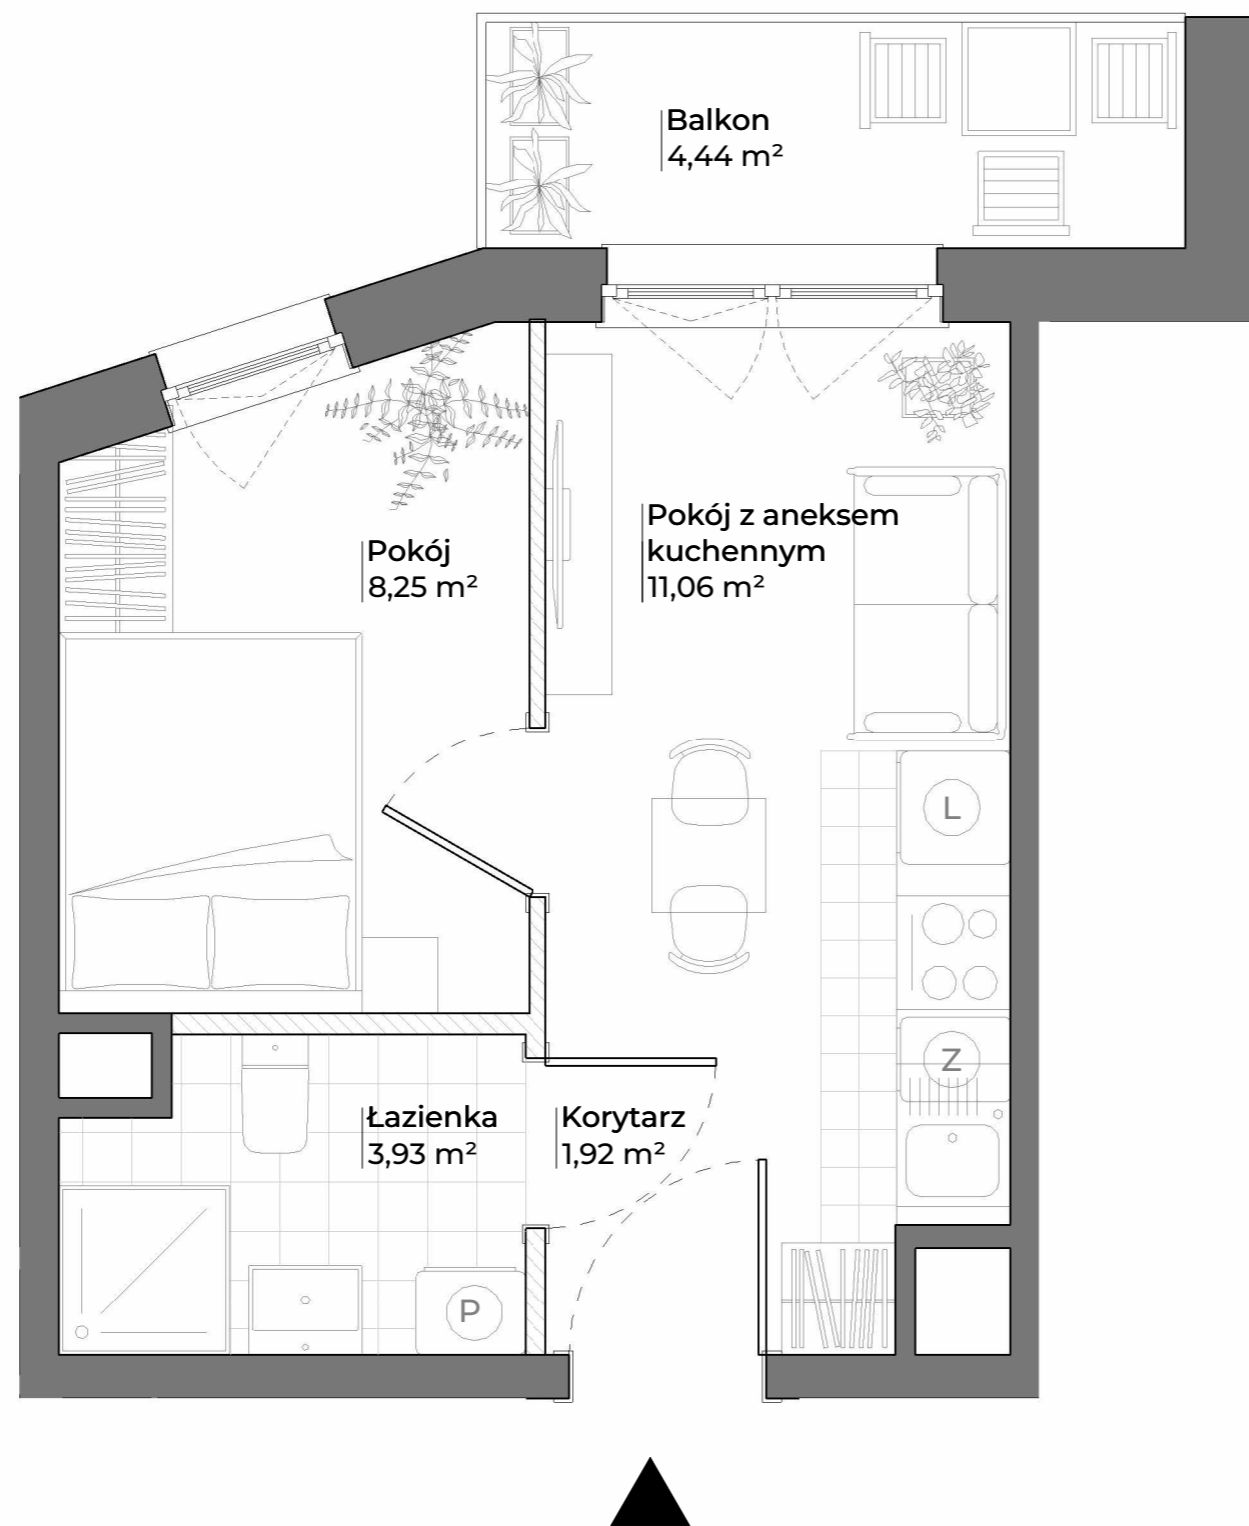 Balkon
4,44 m²
Pokój z aneksem
kuchennym
11,06 m²
Pokój
8,25 m²
L
Z
Łazienka
3,93 m²
Korytarz
1,92 m²
P